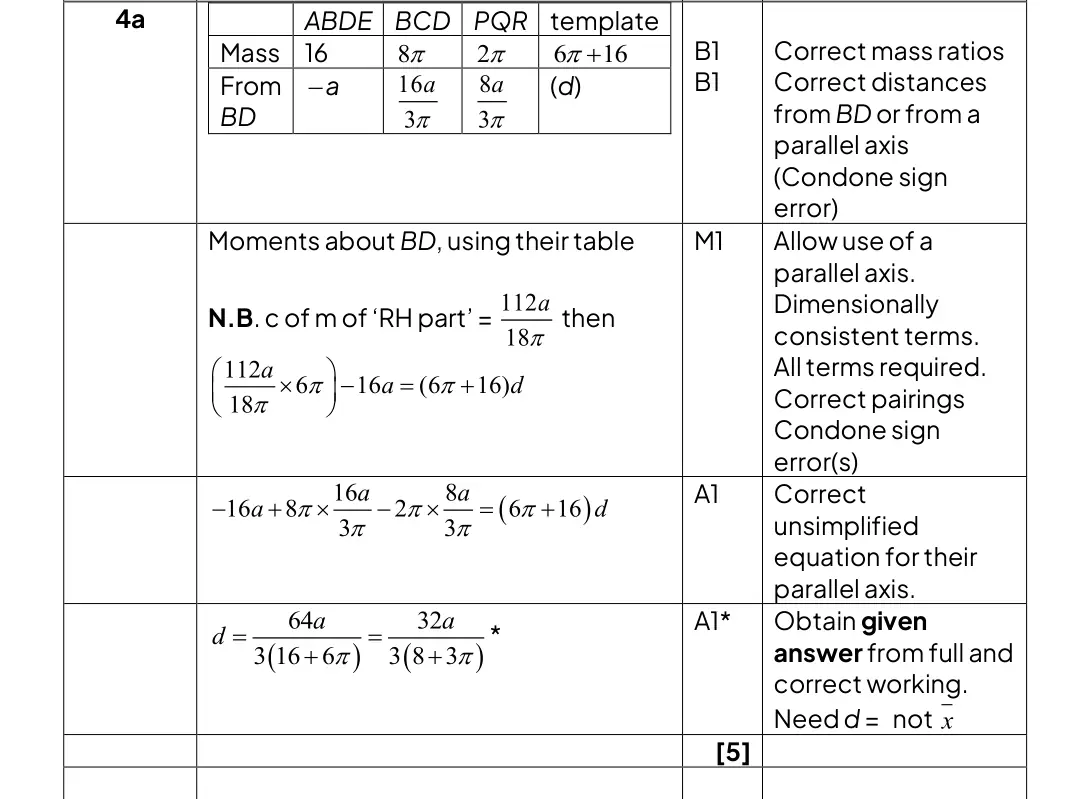 4a
ABDE BCD PQR template
Mass 16 8π 2π 6π+16
From BD −a 16a/3π 8a/3π (d)
B1 Correct mass ratios
B1 Correct distances
from BD or from a
parallel axis
(Condone sign
error)
Moments about BD, using their table
N.B. c of m of ‘RH part’ = 112a/18π then
(112a/18π × 6π) − 16a = (6π + 16)d
M1 Allow use of a
parallel axis.
Dimensionally
consistent terms.
All terms required.
Correct pairings
Condone sign
error(s)
−16a + 8π × 16a/3π − 2π × 8a/3π = (6π + 16)d
A1 Correct
unsimplified
equation for their
parallel axis.
d = 64a/3(16 + 6π) = 32a/3(8 + 3π) *
A1* Obtain given
answer from full and
correct working.
Need d = not x̄
[5]